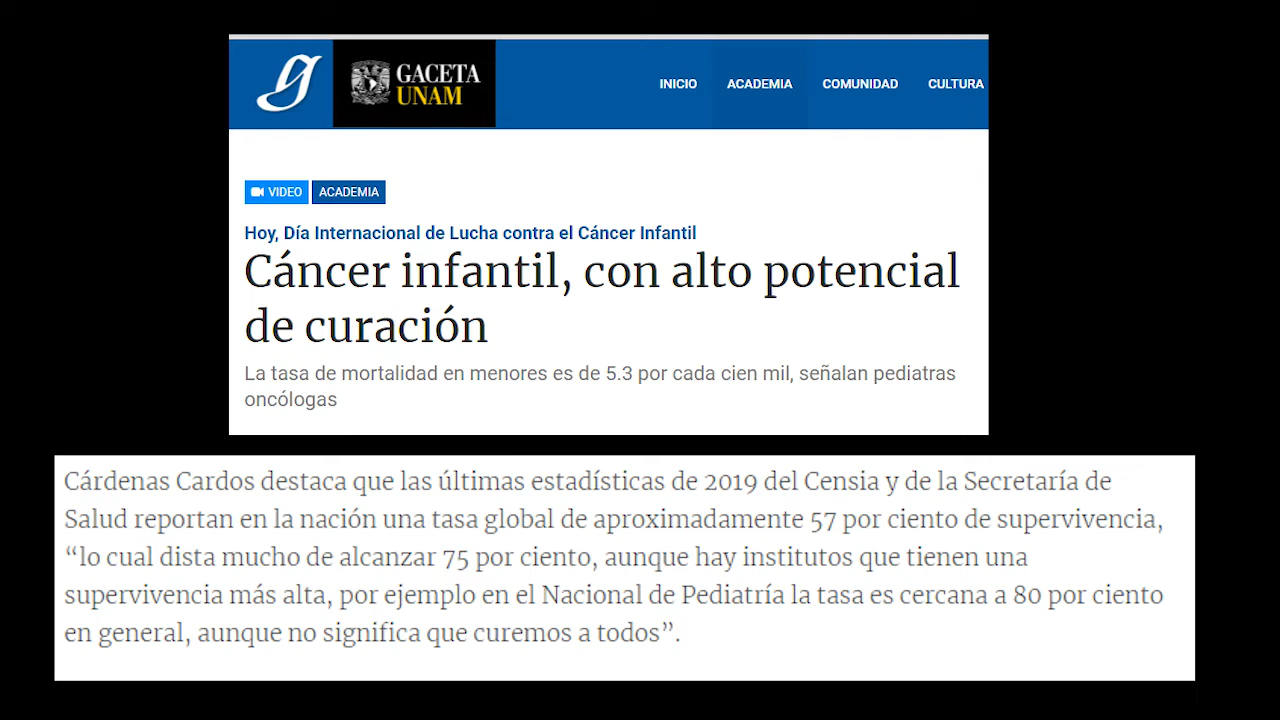 GACETA
UNAM
INICIO ACADEMIA COMUNIDAD CULTURA
VIDEO ACADEMIA
Hoy, Día Internacional de Lucha contra el Cáncer Infantil
Cáncer infantil, con alto potencial
de curación
La tasa de mortalidad en menores es de 5.3 por cada cien mil, señalan pediatras
oncólogas
Cárdenas Cardos destaca que las últimas estadísticas de 2019 del Censia y de la Secretaría de
Salud reportan en la nación una tasa global de aproximadamente 57 por ciento de supervivencia,
“lo cual dista mucho de alcanzar 75 por ciento, aunque hay institutos que tienen una
supervivencia más alta, por ejemplo en el Nacional de Pediatría la tasa es cercana a 80 por ciento
en general, aunque no significa que curemos a todos”.